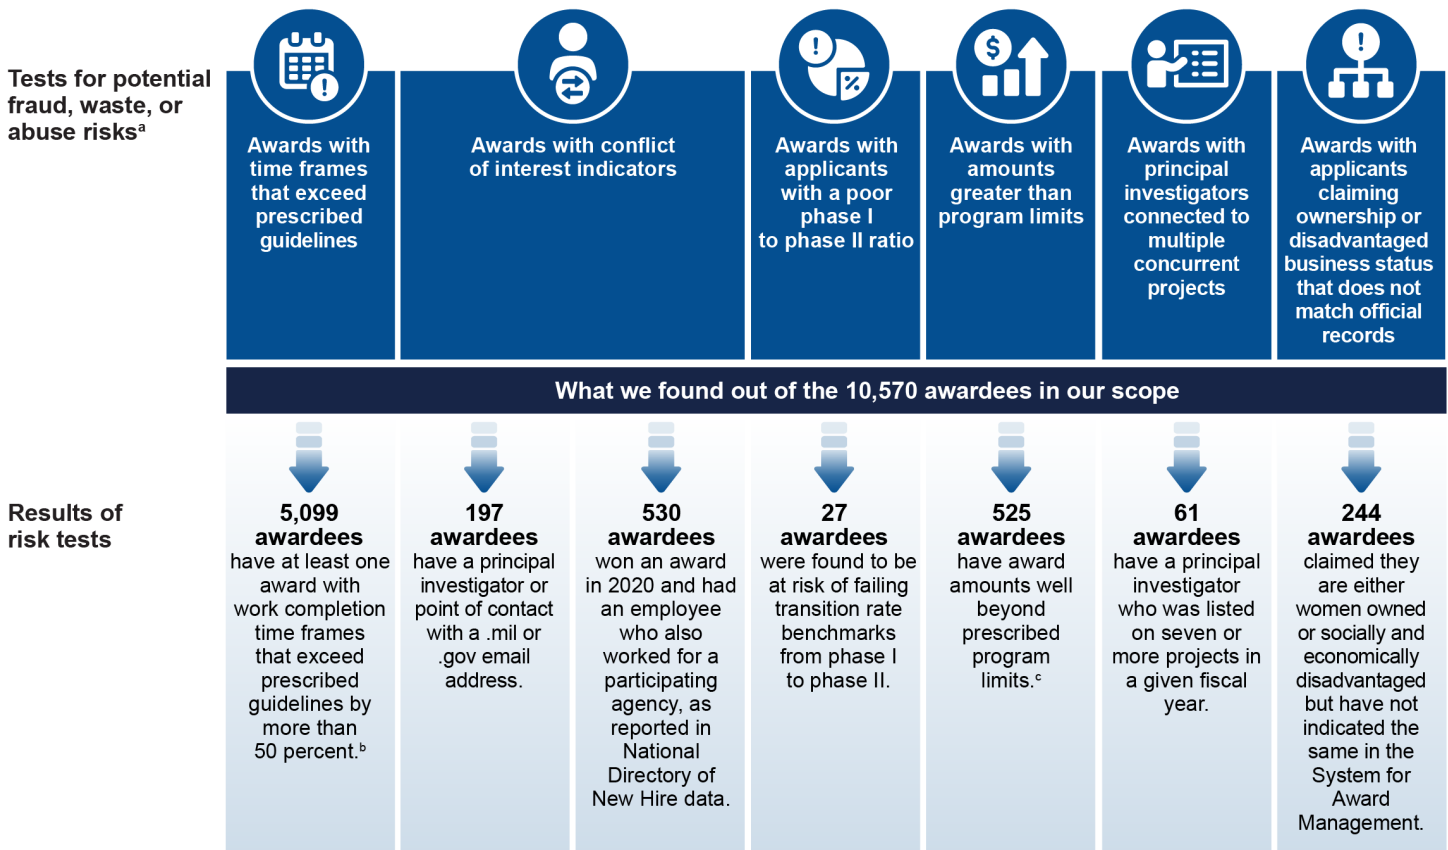 Tests for potential
fraud, waste, or
abuse risksa
Awards with
time frames
that exceed
prescribed
guidelines
Awards with conflict
of interest indicators
Awards with
applicants
with a poor
phase I
to phase II ratio
Awards with
amounts
greater than
program limits
Awards with
principal
investigators
connected to
multiple
concurrent
projects
Awards with
applicants
claiming
ownership or
disadvantaged
business status
that does not
match official
records
What we found out of the 10,570 awardees in our scope
Results of
risk tests
5,099
awardees
have at least one
award with
work completion
time frames
that exceed
prescribed
guidelines by
more than
50 percent.b
197
awardees
have a principal
investigator or
point of contact
with a .mil or
.gov email
address.
530
awardees
won an award
in 2020 and had
an employee
who also
worked for a
participating
agency, as
reported in
National
Directory of
New Hire data.
27
awardees
were found to be
at risk of failing
transition rate
benchmarks
from phase I
to phase II.
525
awardees
have award
amounts well
beyond
prescribed
program
limits.c
61
awardees
have a principal
investigator
who was listed
on seven or
more projects in
a given fiscal
year.
244
awardees
claimed they
are either
women owned
or socially and
economically
disadvantaged
but have not
indicated the
same in the
System for
Award
Management.